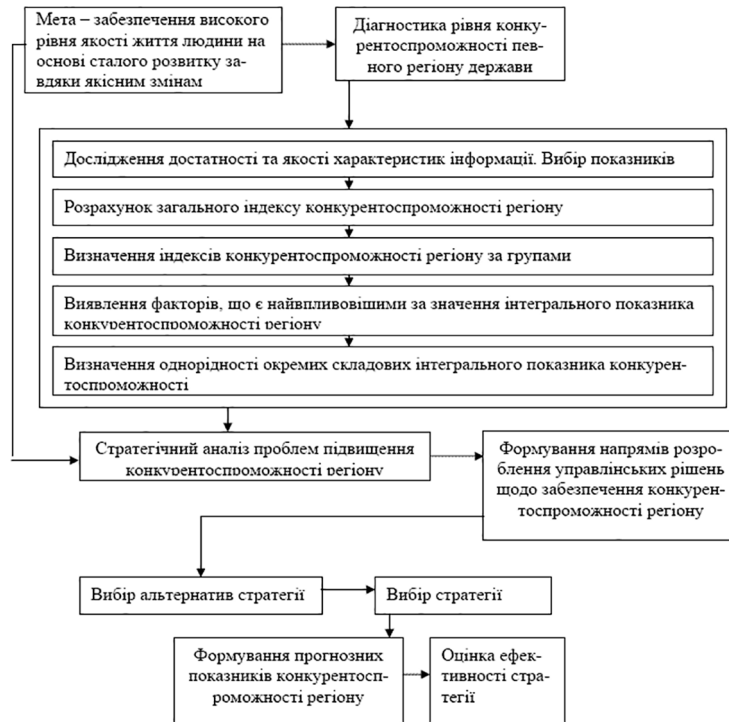 Мета – забезпечення високого
рівня якості життя людини на
основі сталого розвитку за-
вдяки якісним змінам
Діагностика рівня конку-
рентоспроможності пев-
ного регіону держави
Дослідження достатності та якості характеристик інформації. Вибір показників
Розрахунок загального індексу конкурентоспроможності регіону
Визначення індексів конкурентоспроможності регіону за групами
Виявлення факторів, що є найвпливовішими за значення інтегрального показника
конкурентоспроможності регіону
Визначення однорідності окремих складових інтегрального показника конкурен-
тоспроможності
Стратегічний аналіз проблем підвищення
конкурентоспроможності регіону
Формування напрямів розро-
блення управлінських рішень
щодо забезпечення конкурен-
тоспроможності регіону
Вибір альтернатив стратегії
Вибір стратегії
Формування прогнозних
показників конкурентосп-
роможності регіону
Оцінка ефек-
тивності стра-
тегії